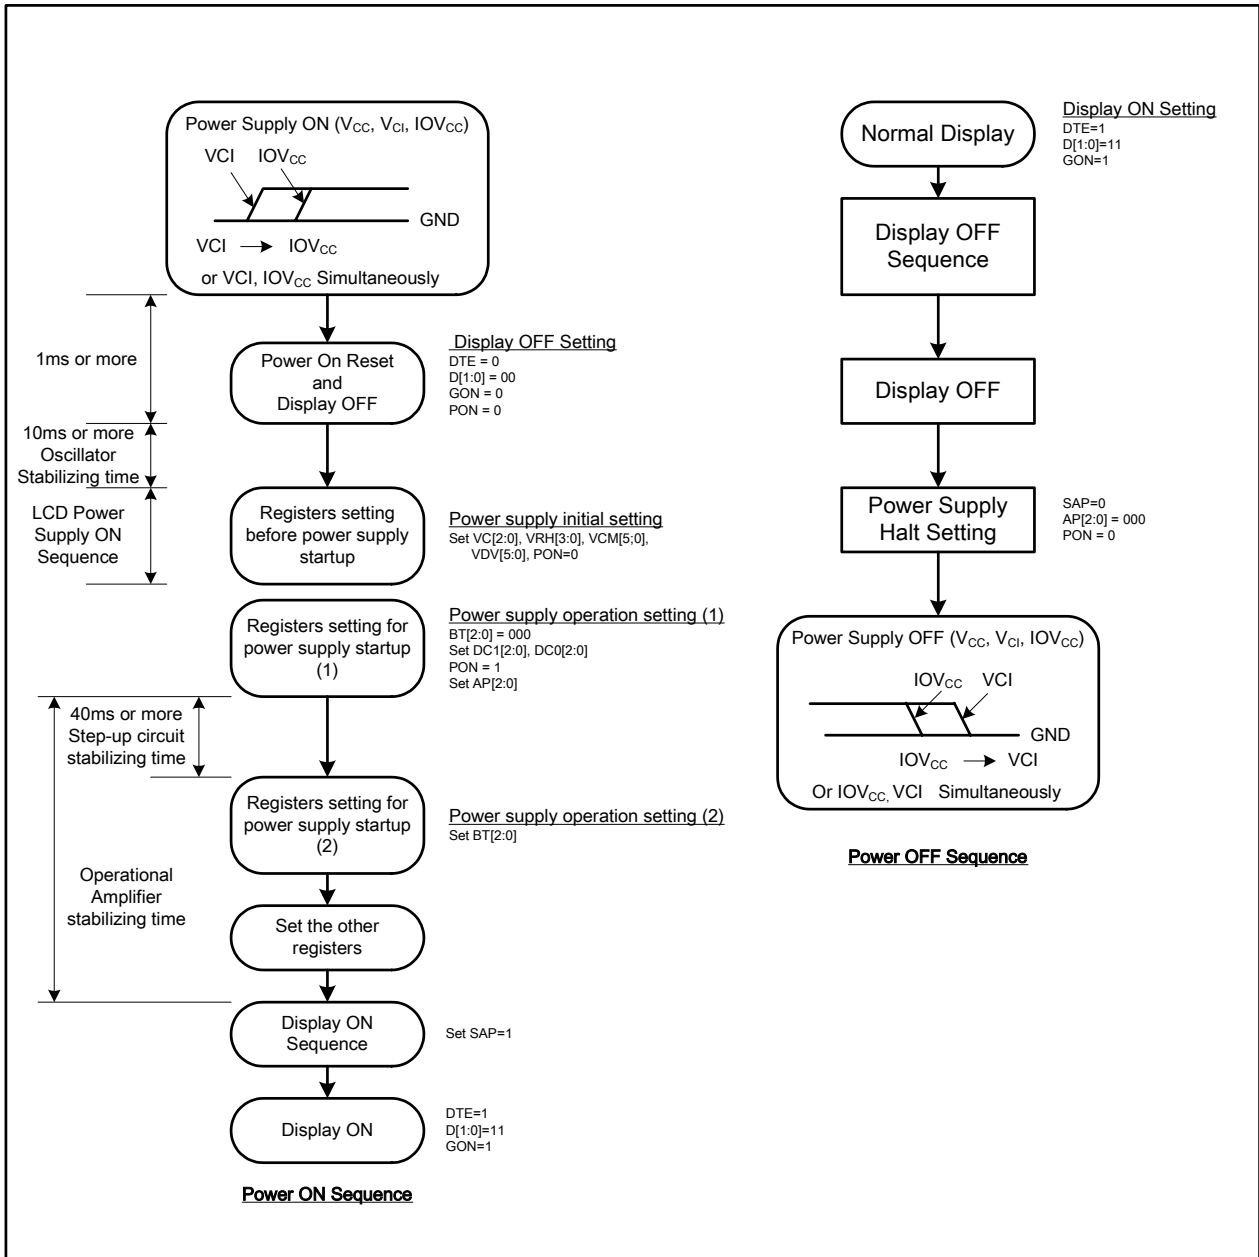 Power Supply ON (VCC, VCI, IOVCC)
VCI IOVCC
GND
VCI IOVCC
or VCI, IOVCC Simultaneously
1ms or more
Power On Reset
and
Display OFF
Display OFF Setting
DTE = 0
D[1:0] = 00
GON = 0
PON = 0
10ms or more
Oscillator
Stabilizing time
LCD Power
Supply ON
Sequence
Registers setting
before power supply
startup
Power supply initial setting
Set VC[2:0], VRH[3:0], VCM[5;0],
VDV[5:0], PON=0
Registers setting for
power supply startup
(1)
Power supply operation setting (1)
BT[2:0] = 000
Set DC1[2:0], DC0[2:0]
PON = 1
Set AP[2:0]
40ms or more
Step-up circuit
stabilizing time
Registers setting for
power supply startup
(2)
Power supply operation setting (2)
Set BT[2:0]
Operational
Amplifier
stabilizing time
Set the other
registers
Display ON
Sequence
Set SAP=1
Display ON
DTE=1
D[1:0]=11
GON=1
Power ON Sequence
Normal Display
Display ON Setting
DTE=1
D[1:0]=11
GON=1
Display OFF
Sequence
Display OFF
Power Supply
Halt Setting
SAP=0
AP[2:0] = 000
PON = 0
Power Supply OFF (VCC, VCI, IOVCC)
IOVCC VCI
GND
IOVCC VCI
Or IOVCC, VCI Simultaneously
Power OFF Sequence